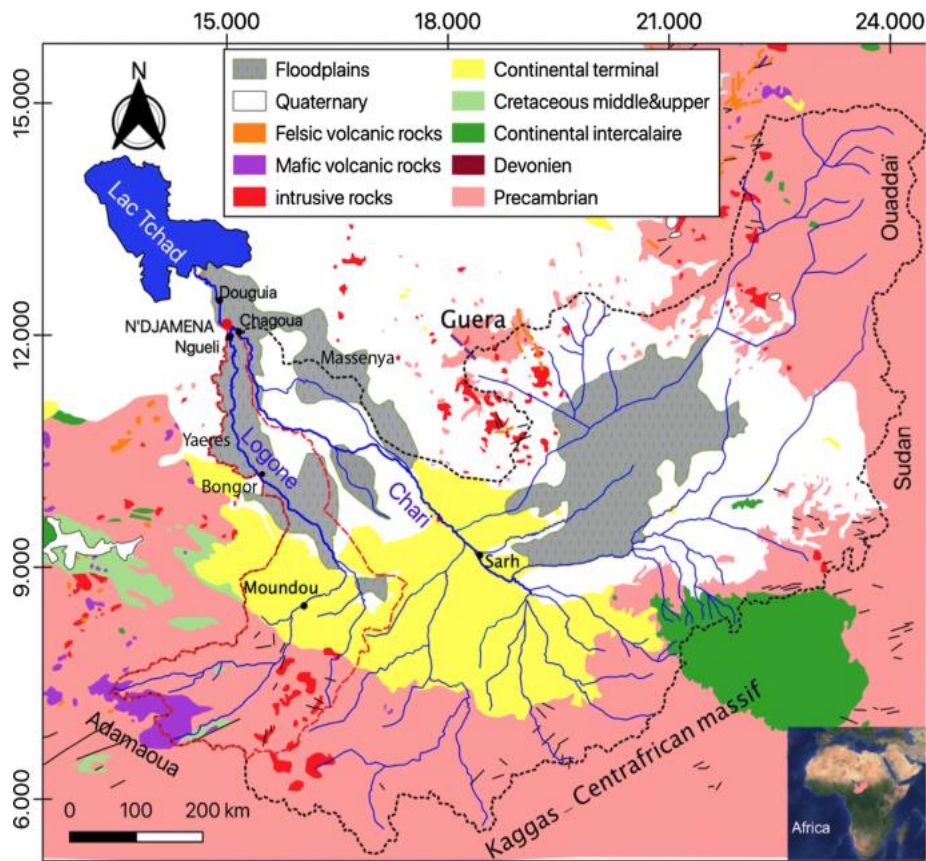 15.000 18.000 21.000 24.000
N
Floodplains
Quaternary
Felsic volcanic rocks
Mafic volcanic rocks
intrusive rocks
Continental terminal
Cretaceous middle&upper
Continental intercalaire
Devonien
Precambrian
15.000
12.000
9.000
6.000
Lac Tchad
Ouaddaï
Douguia
N'DJAMENA
Chagoua
Ngueli
Guera
Massenya
Yaeres
Logone
Bongor
Chari
Sudan
Sarh
Moundou
Adamaoua
Kaggas_Centrafrican massif
0 100 200 km
Africa